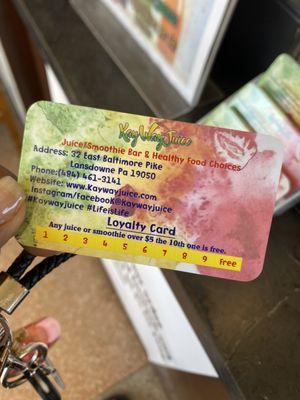 KayWayJuice
Juice/Smoothie Bar & Healthy Food Choices
Address: 32 East Baltimore Pike
Lansdowne Pa 19050
Phone:(484) 461-3141
Website: www.Kaywayjuice.com
Instagram/Facebook@kaywayjuice
#Kaywayjuice #Lifeislife
Loyalty Card
Any juice or smoothie over $5 the 10th one is free.
1 2 3 4 5 6 7 8 9 Free